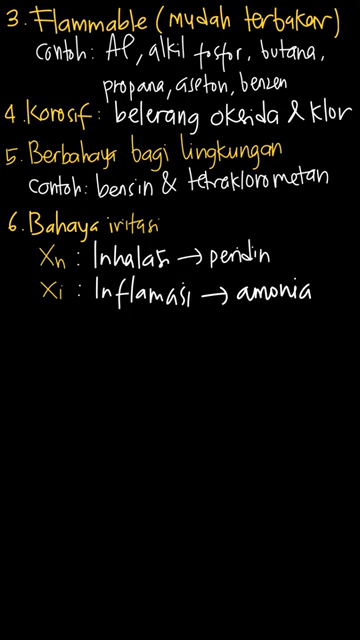 3. Flammable (mudah terbakar)
Contoh: Al, alkil fosfor, butana,
propana, aseton, benzen
4. Korosif: belerang oksida & klor
5. Berbahaya bagi lingkungan
Contoh: bensin & tetraklorometan
6. Bahaya iritasi
Xn : Inhalasi → peridin
Xi : Inflamasi → amonia